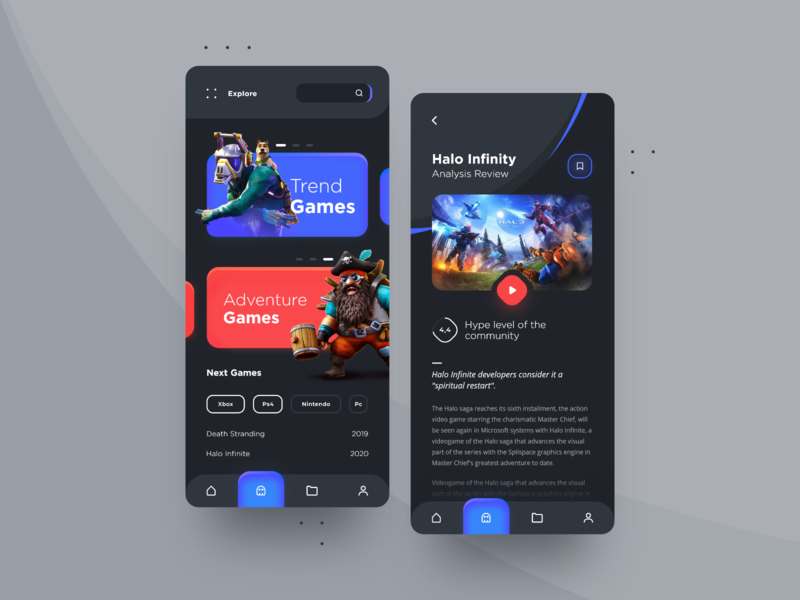 Explore
Trend
Games
Adventure
Games
Next Games
Xbox
Ps4
Nintendo
Pc
Death Stranding 2019
Halo Infinite 2020
Halo Infinity
Analysis Review
HALO
4,4
Hype level of the
community
Halo Infinite developers consider it a
"spiritual restart".
The Halo saga reaches its sixth installment, the action
video game starring the charismatic Master Chief, will
be seen again in Microsoft systems with Halo Infinite, a
videogame of the Halo saga that advances the visual
part of the series with the Splispace graphics engine in
Master Chief's greatest adventure to date.
Videogame of the Halo saga that advances the visual
part of the series with the Splispace graphics engine in